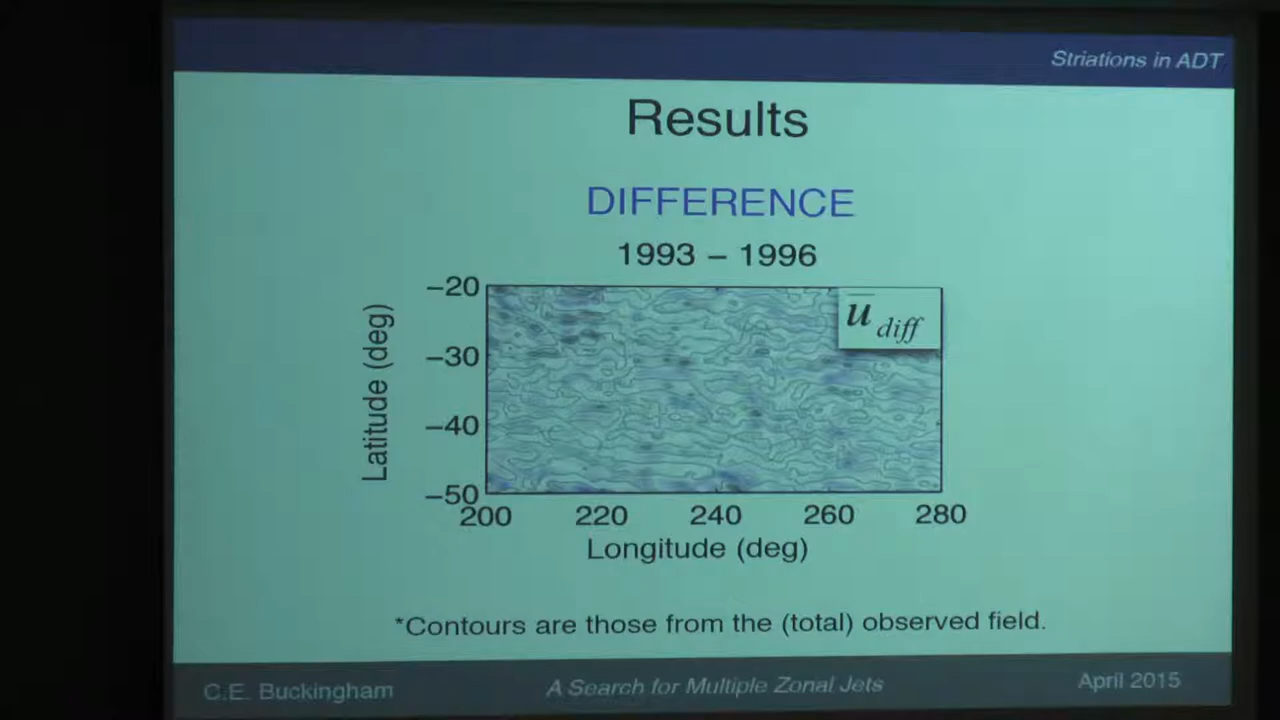 Striations in ADT
Results
DIFFERENCE
1993 – 1996
u diff
−20
−30
−40
−50
Latitude (deg)
200 220 240 260 280
Longitude (deg)
*Contours are those from the (total) observed field.
C.E. Buckingham
A Search for Multiple Zonal Jets
April 2015